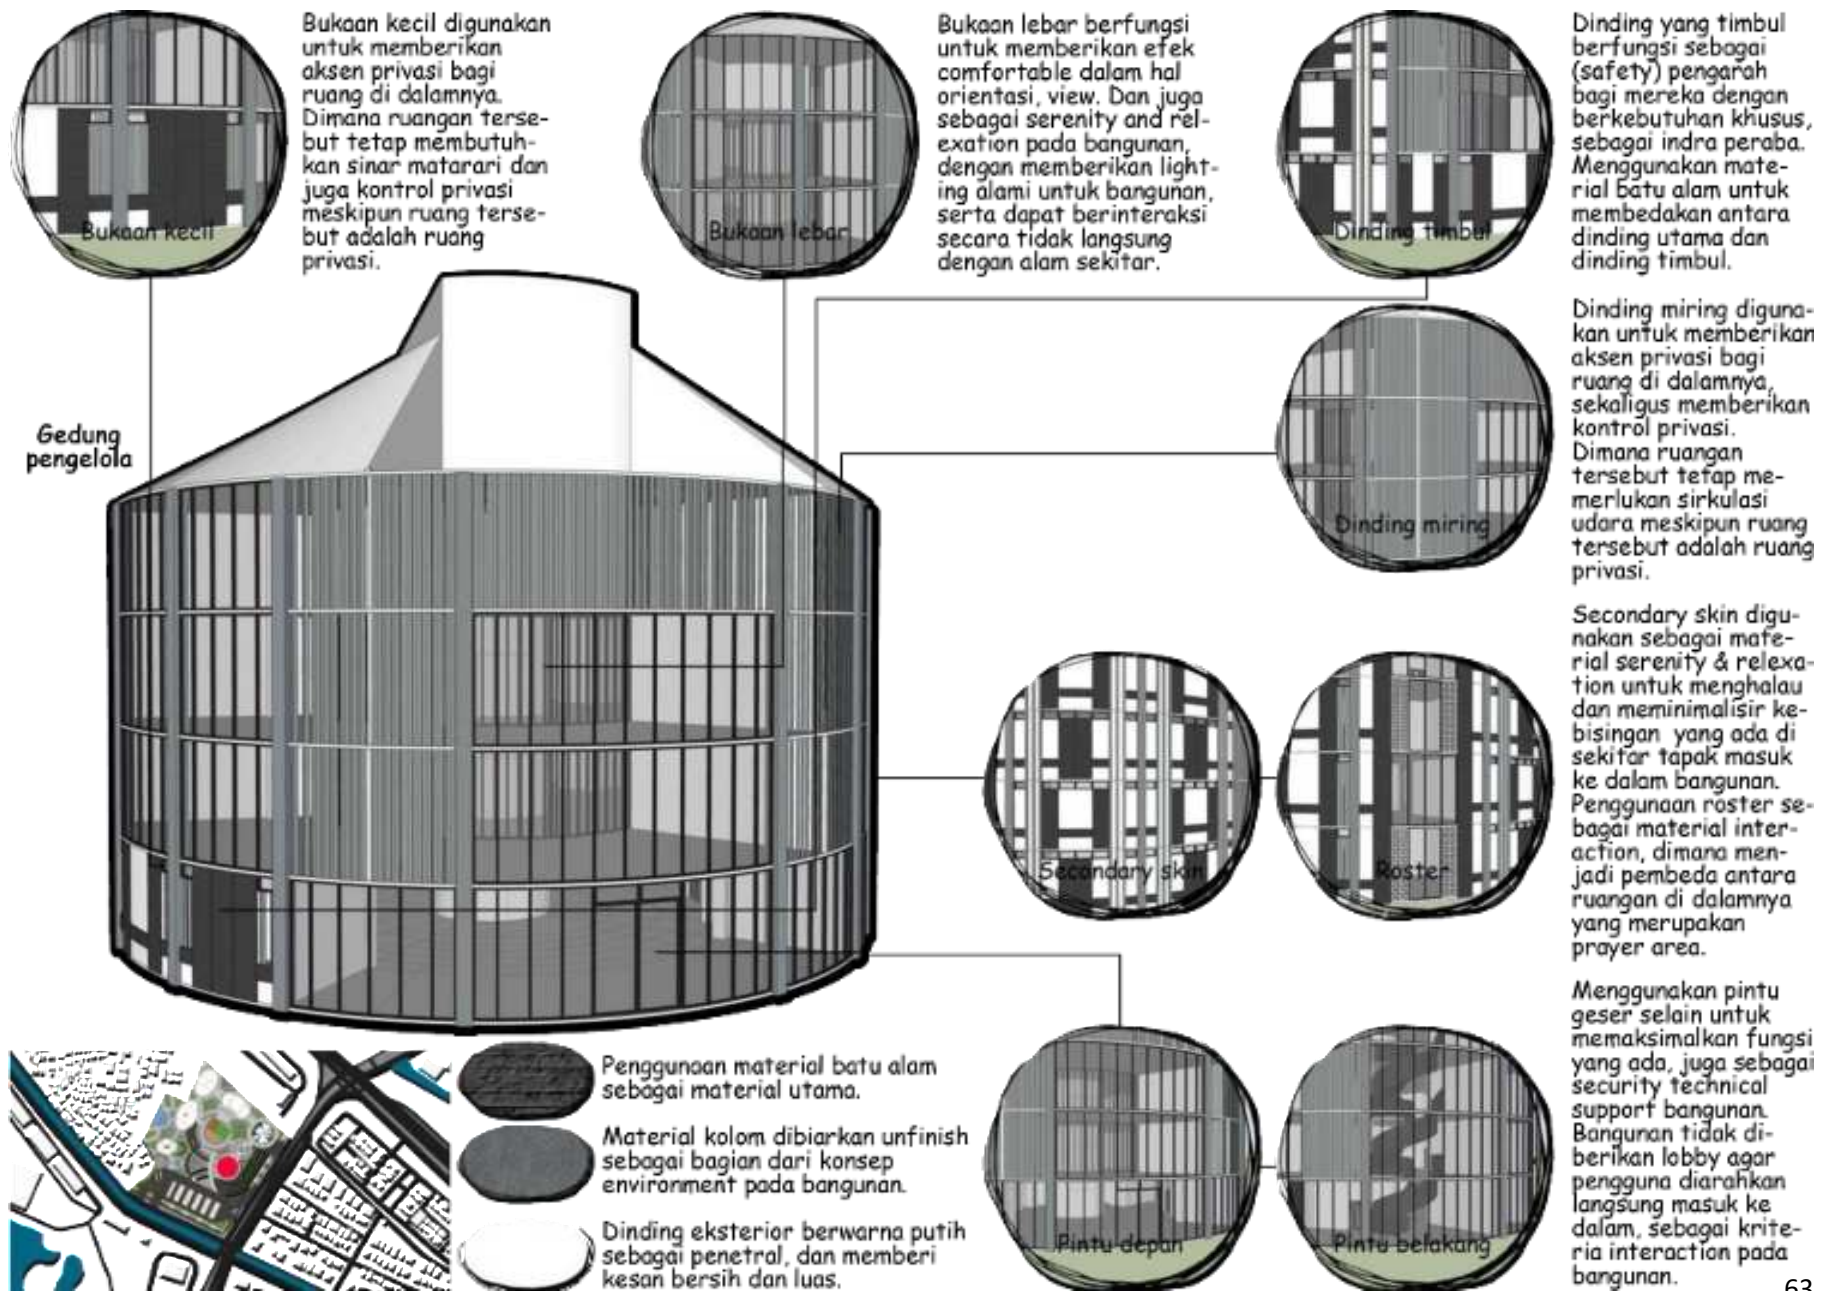 Bukaan kecil digunakan
untuk memberikan
aksen privasi bagi
ruang di dalamnya.
Dimana ruangan terse-
but tetap membutuh-
kan sinar matarari dan
juga kontrol privasi
meskipun ruang terse-
but adalah ruang
privasi.
Bukaan kecil
Bukaan lebar berfungsi
untuk memberikan efek
comfortable dalam hal
orientasi, view. Dan juga
sebagai serenity and rel-
exation pada bangunan,
dengan memberikan light-
ing alami untuk bangunan,
serta dapat berinteraksi
secara tidak langsung
dengan alam sekitar.
Bukaan lebar
Dinding yang timbul
berfungsi sebagai
(safety) pengarah
bagi mereka dengan
berkebutuhan khusus,
sebagai indra peraba.
Menggunakan mate-
rial batu alam untuk
membedakan antara
dinding utama dan
dinding timbul.
Dinding timbul
Dinding miring diguna-
kan untuk memberikan
aksen privasi bagi
ruang di dalamnya,
sekaligus memberikan
kontrol privasi.
Dimana ruangan
tersebut tetap me-
merlukan sirkulasi
udara meskipun ruang
tersebut adalah ruang
privasi.
Dinding miring
Gedung
pengelola
Secondary skin digu-
nakan sebagai mate-
rial serenity & relexa-
tion untuk menghalau
dan meminimalisir ke-
bisingan yang ada di
sekitar tapak masuk
ke dalam bangunan.
Penggunaan roster se-
bagai material inter-
action, dimana men-
jadi pembeda antara
ruangan di dalamnya
yang merupakan
prayer area.
Secondary skin
Roster
Menggunakan pintu
geser selain untuk
memaksimalkan fungsi
yang ada, juga sebagai
security technical
support bangunan.
Bangunan tidak di-
berikan lobby agar
pengguna diarahkan
langsung masuk ke
dalam, sebagai krite-
ria interaction pada
bangunan.
Pintu depan
Pintu belakang
Penggunaan material batu alam
sebagai material utama.
Material kolom dibiarkan unfinish
sebagai bagian dari konsep
environment pada bangunan.
Dinding eksterior berwarna putih
sebagai penetral, dan memberi
kesan bersih dan luas.
63